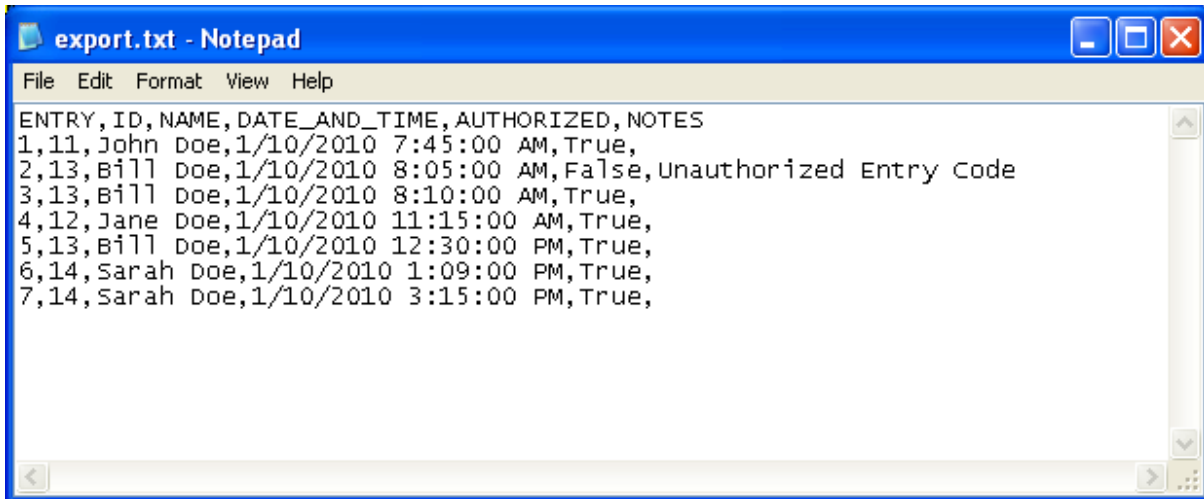 export.txt - Notepad
File Edit Format View Help
ENTRY,ID,NAME,DATE_AND_TIME,AUTHORIZED,NOTES
1,11,John Doe,1/10/2010 7:45:00 AM,True,
2,13,Bill Doe,1/10/2010 8:05:00 AM,False,Unauthorized Entry Code
3,13,Bill Doe,1/10/2010 8:10:00 AM,True,
4,12,Jane Doe,1/10/2010 11:15:00 AM,True,
5,13,Bill Doe,1/10/2010 12:30:00 PM,True,
6,14,Sarah Doe,1/10/2010 1:09:00 PM,True,
7,14,Sarah Doe,1/10/2010 3:15:00 PM,True,